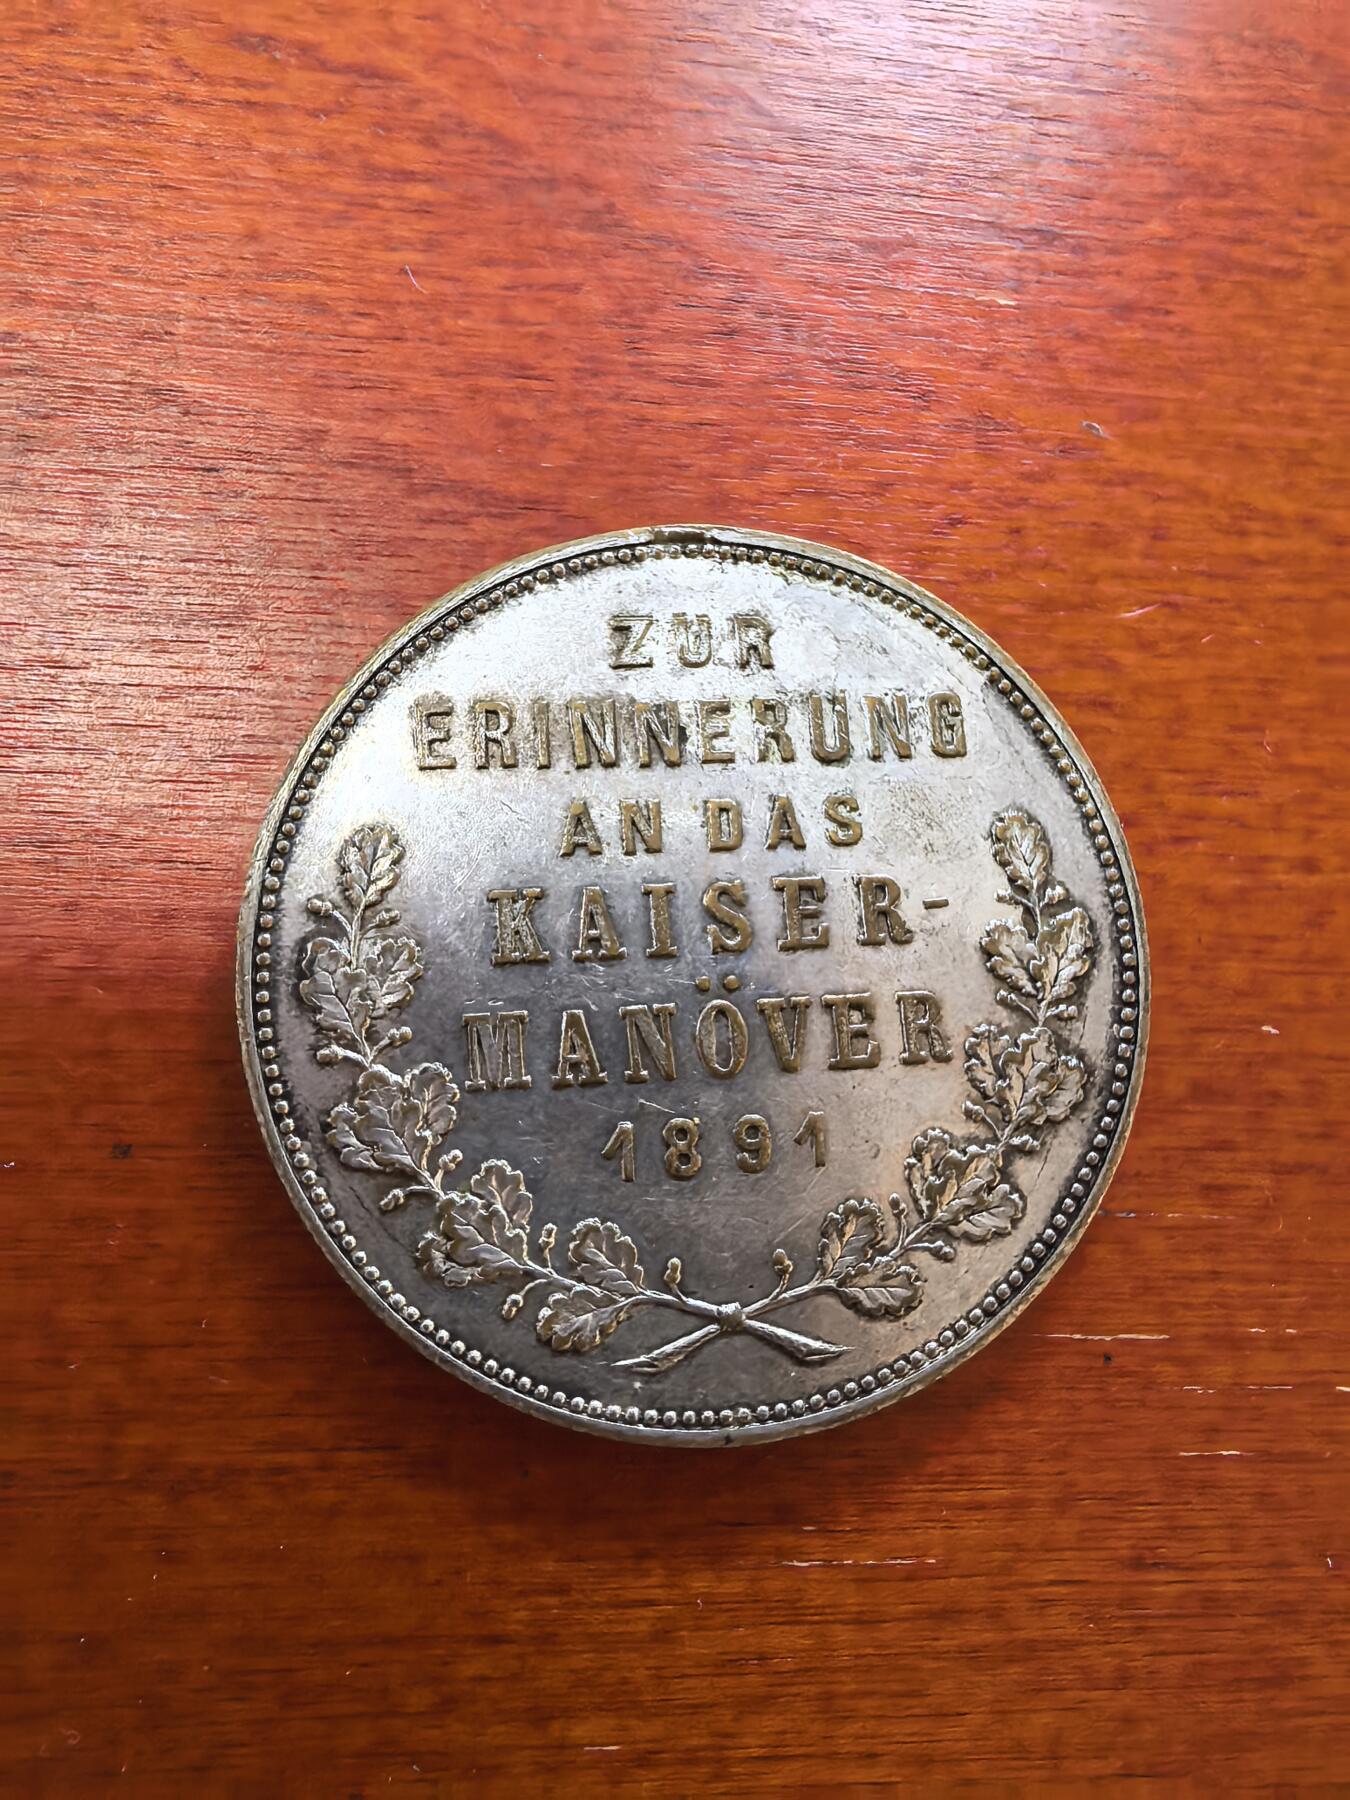 ZUR
ERINNERUNG
AN DAS
KAISER-
MANÖVER
1891